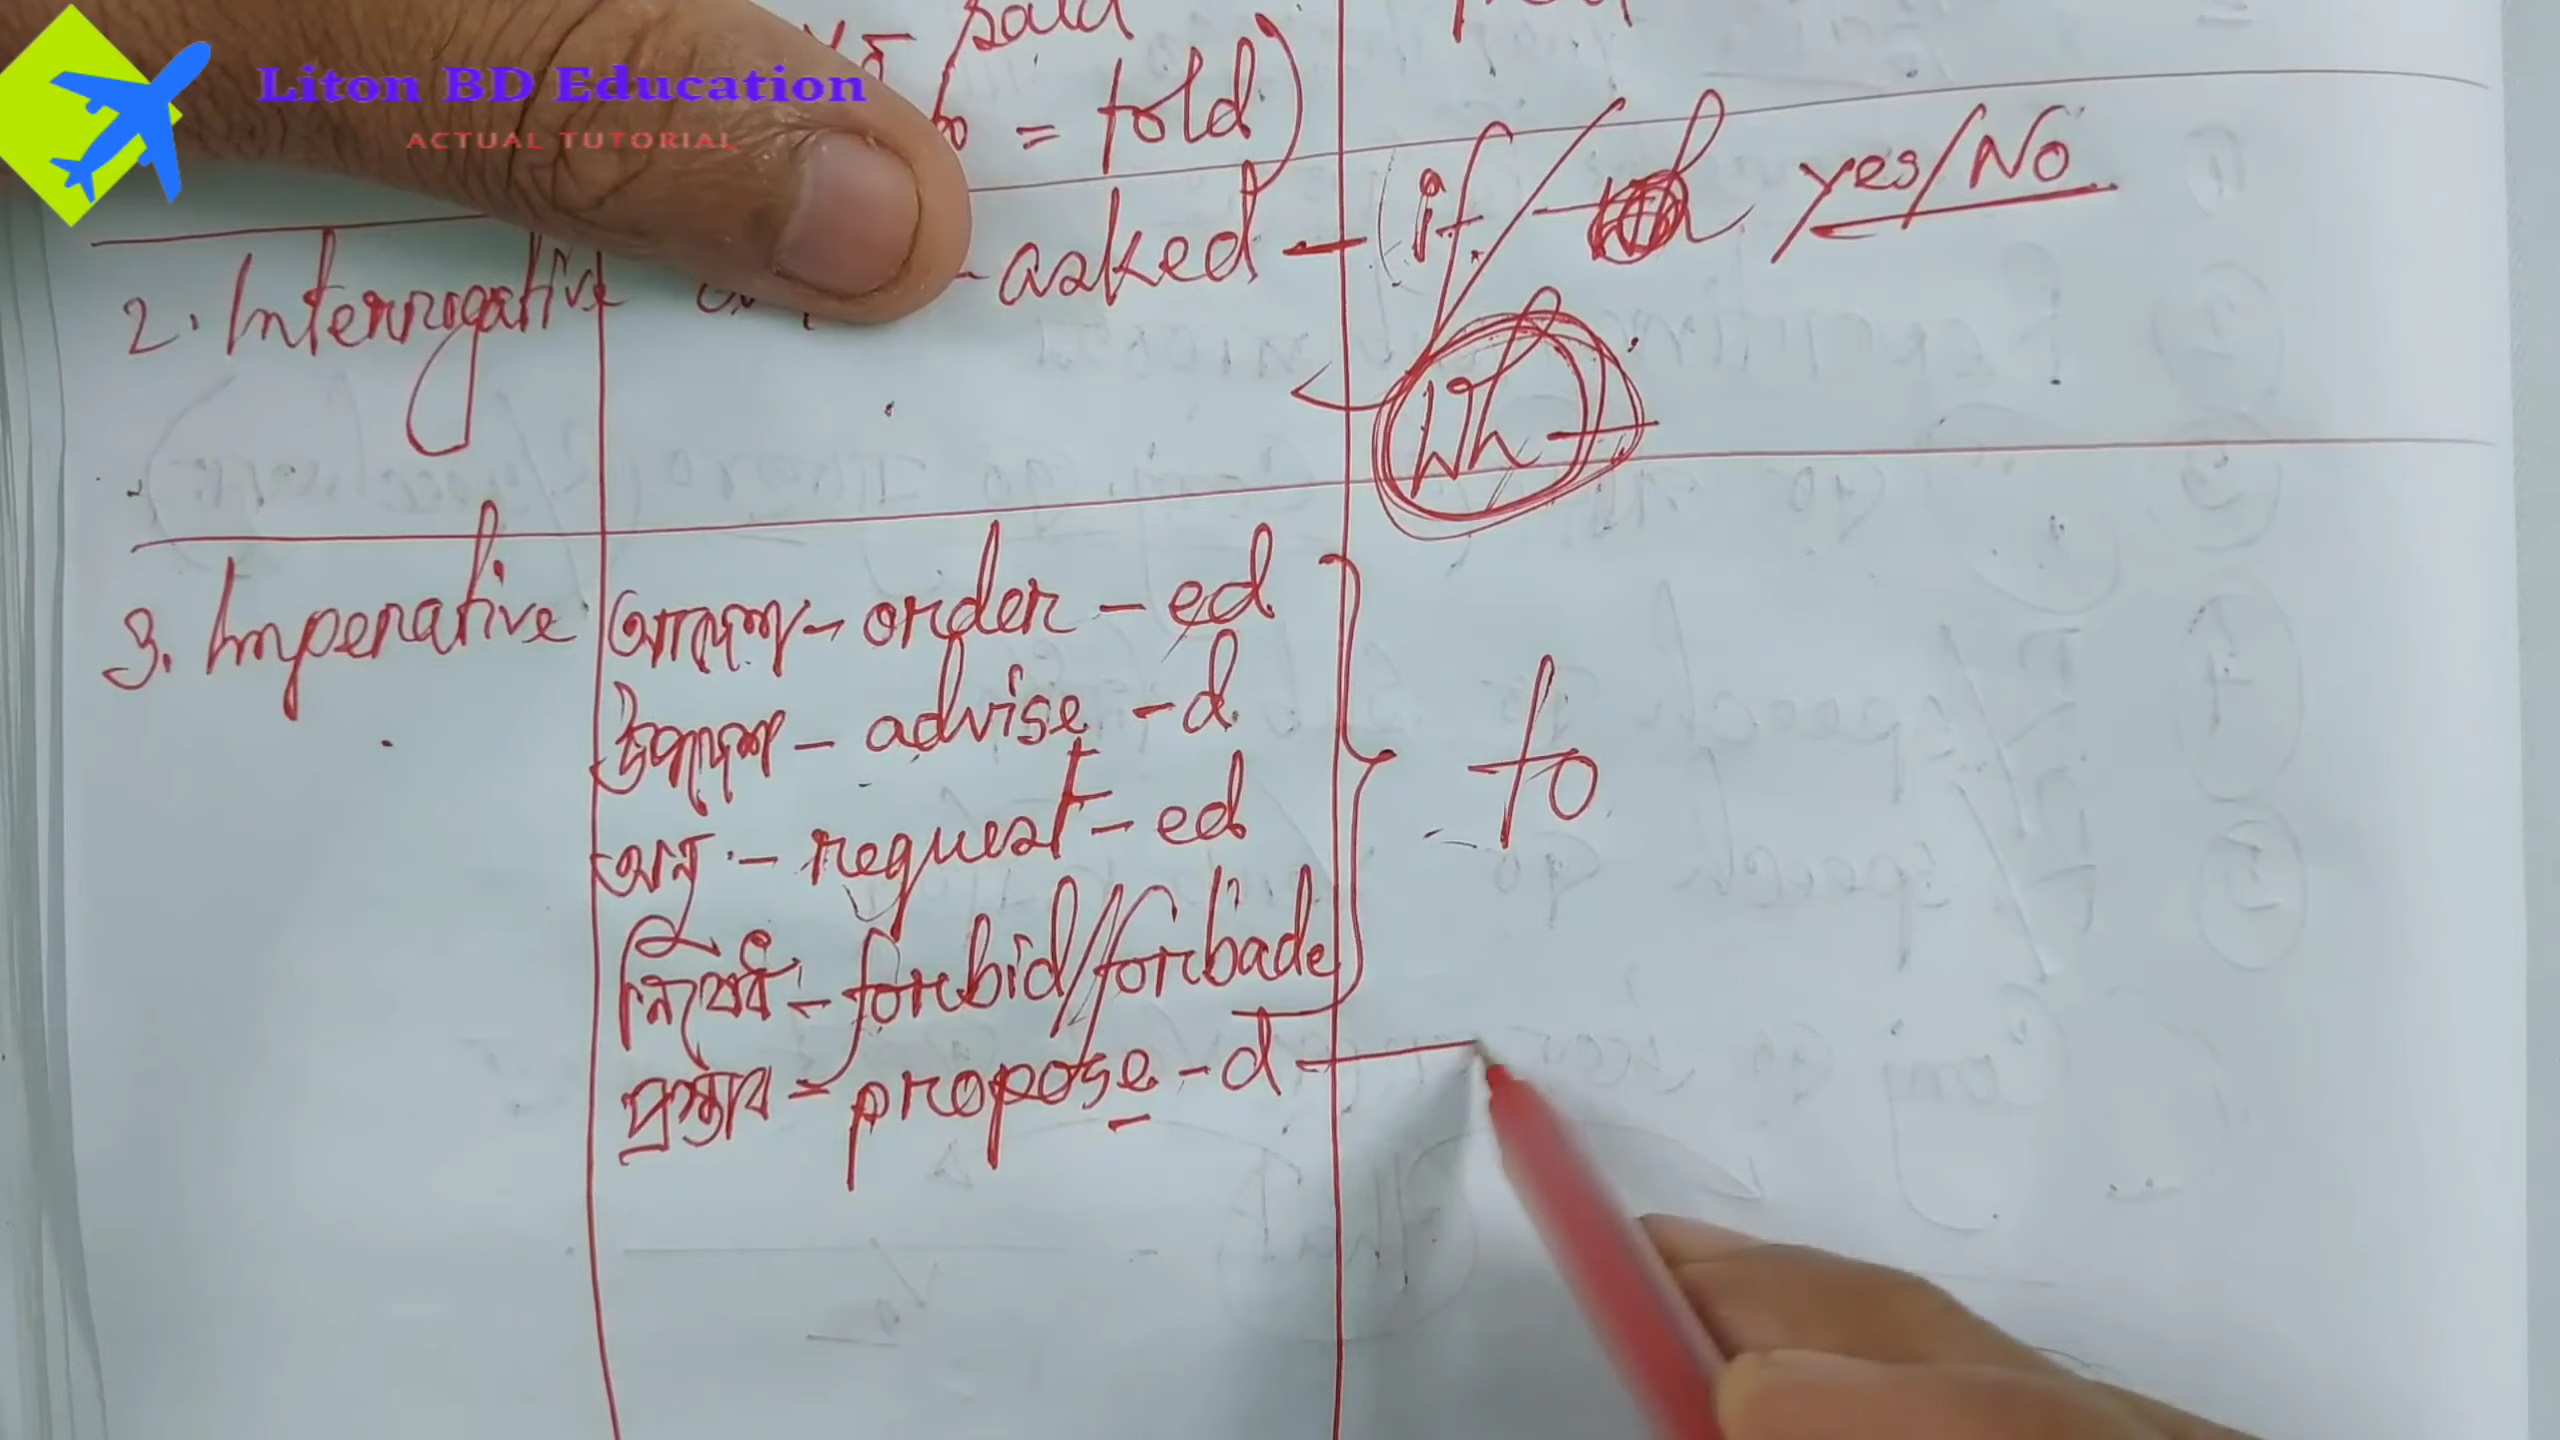 said
Liton BD Education
ACTUAL TUTORIAL
= told)
2. Interrogative - asked - if / yes/No
Wh -
3. Imperative আদেশ - order - ed
উপদেশ - advise - d
অনু - request - ed
to
নিষেধ - forbid/forbade
প্রস্তাব - propose - d -